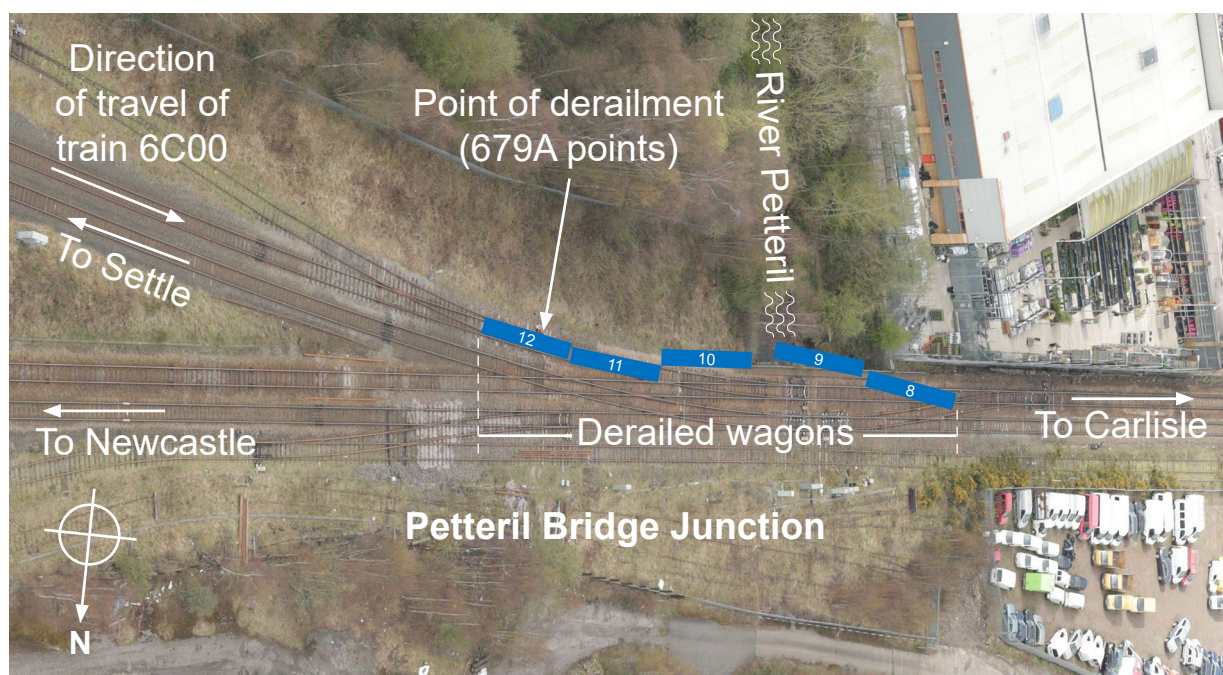 Direction
of travel of
train 6C00
Point of derailment
(679A points)
River Petteril
To Settle
12
11
10
9
8
To Newcastle
Derailed wagons
To Carlisle
Petteril Bridge Junction
N